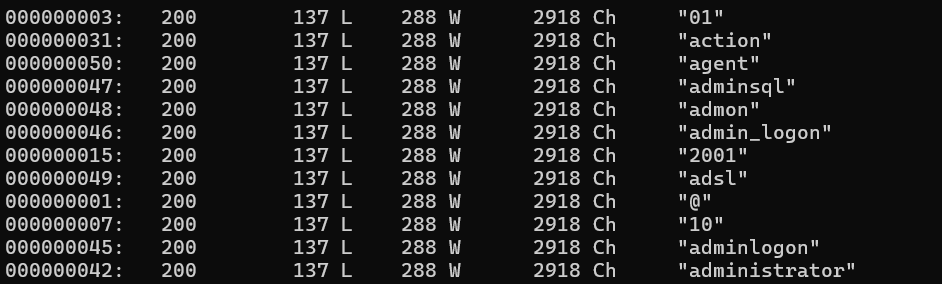 000000003: 200 137 L 288 W 2918 Ch "01"
000000031: 200 137 L 288 W 2918 Ch "action"
000000050: 200 137 L 288 W 2918 Ch "agent"
000000047: 200 137 L 288 W 2918 Ch "adminsql"
000000048: 200 137 L 288 W 2918 Ch "admon"
000000046: 200 137 L 288 W 2918 Ch "admin_logon"
000000015: 200 137 L 288 W 2918 Ch "2001"
000000049: 200 137 L 288 W 2918 Ch "adsl"
000000001: 200 137 L 288 W 2918 Ch "@"
000000007: 200 137 L 288 W 2918 Ch "10"
000000045: 200 137 L 288 W 2918 Ch "adminlogon"
000000042: 200 137 L 288 W 2918 Ch "administrator"